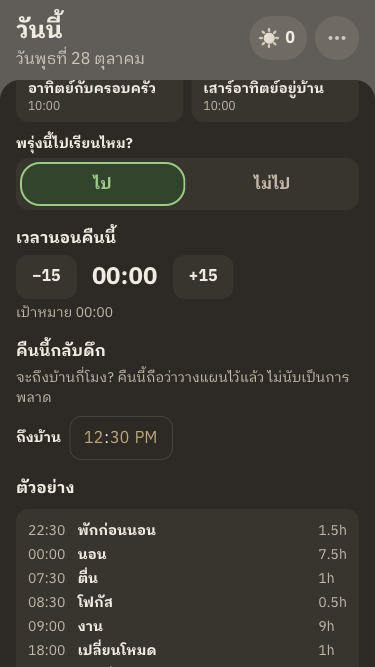 วันนี้
วันพุธที่ 28 ตุลาคม
0
อาทิตย์กับครอบครัว
10:00
เสาร์อาทิตย์อยู่บ้าน
10:00
พรุ่งนี้ไปเรียนไหม?
ไป
ไม่ไป
เวลานอนคืนนี้
−15
00:00
+15
เป้าหมาย 00:00
คืนนี้กลับดึก
จะถึงบ้านกี่โมง? คืนนี้ถือว่าวางแผนไว้แล้ว ไม่นับเป็นการ
พลาด
ถึงบ้าน
12:30 PM
ตัวอย่าง
22:30 พักก่อนนอน 1.5h
00:00 นอน 7.5h
07:30 ตื่น 1h
08:30 โฟกัส 0.5h
09:00 งาน 9h
18:00 เปลี่ยนโหมด 1h